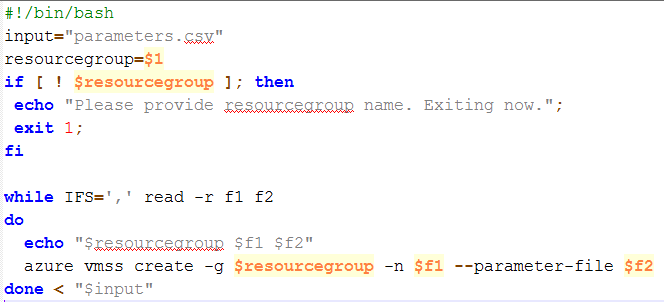 #!/bin/bash
input="parameters.csv"
resourcegroup=$1
if [ ! $resourcegroup ]; then
echo "Please provide resourcegroup name. Exiting now.";
exit 1;
fi
while IFS=',' read -r f1 f2
do
echo "$resourcegroup $f1 $f2"
azure vmss create -g $resourcegroup -n $f1 --parameter-file $f2
done < "$input"